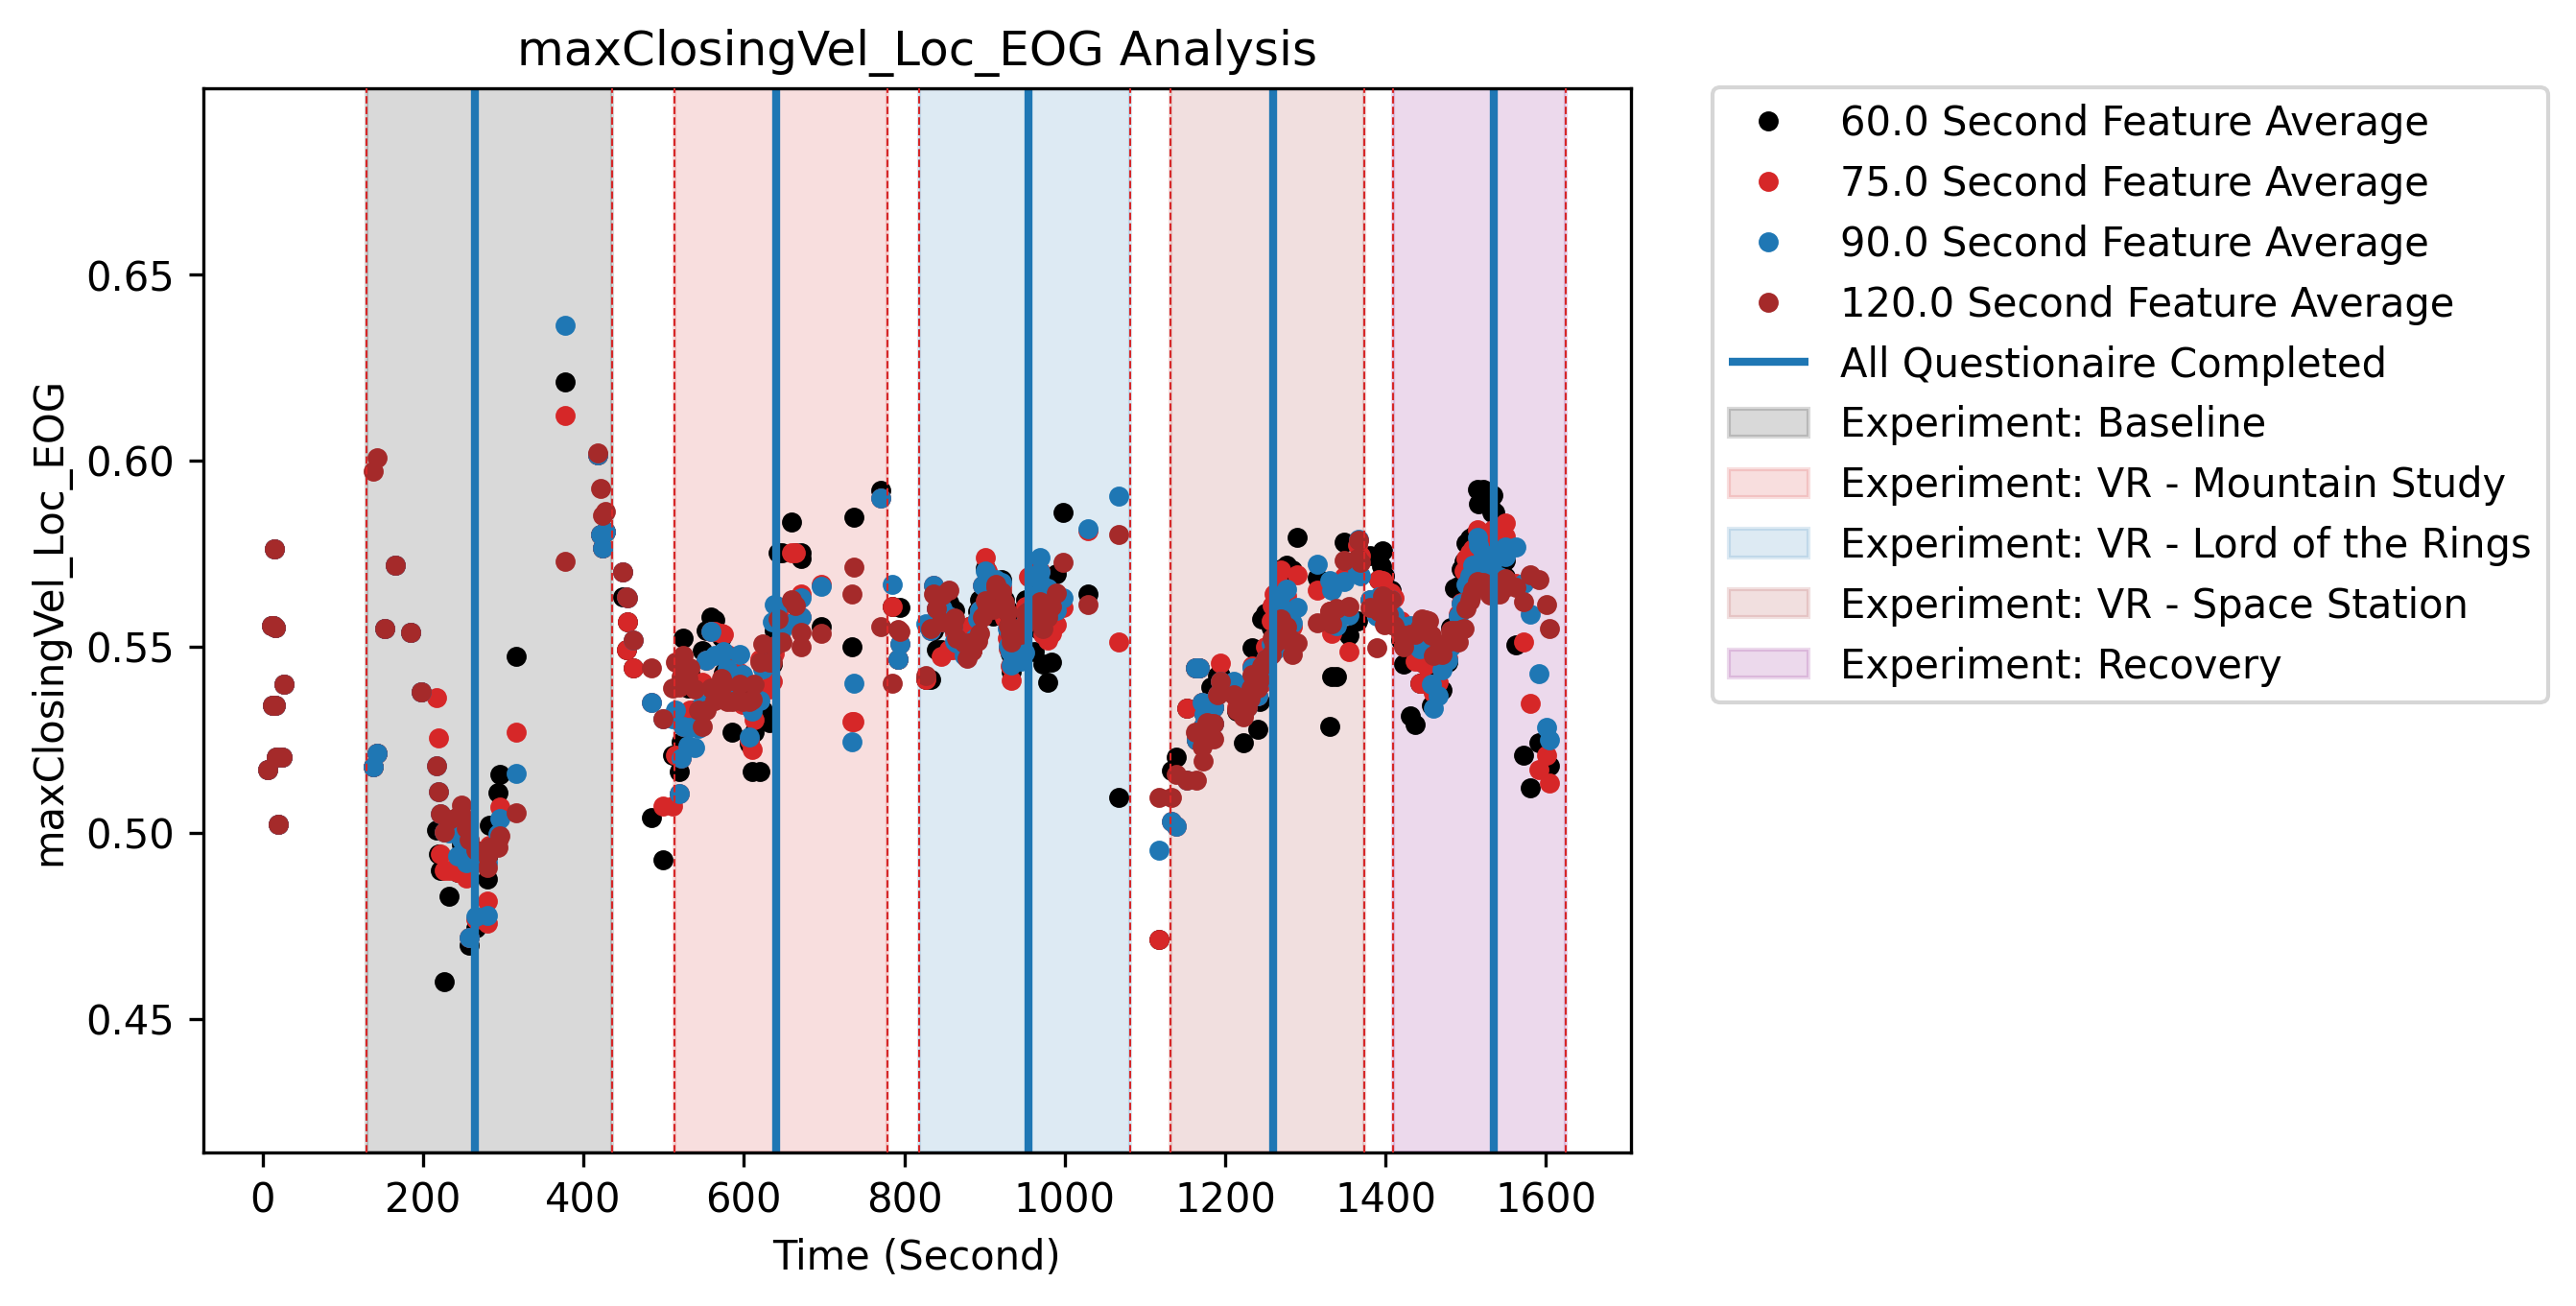 maxClosingVel_Loc_EOG Analysis
maxClosingVel_Loc_EOG
0.65
0.60
0.55
0.50
0.45
0 200 400 600 800 1000 1200 1400 1600
Time (Second)
60.0 Second Feature Average
75.0 Second Feature Average
90.0 Second Feature Average
120.0 Second Feature Average
All Questionaire Completed
Experiment: Baseline
Experiment: VR - Mountain Study
Experiment: VR - Lord of the Rings
Experiment: VR - Space Station
Experiment: Recovery